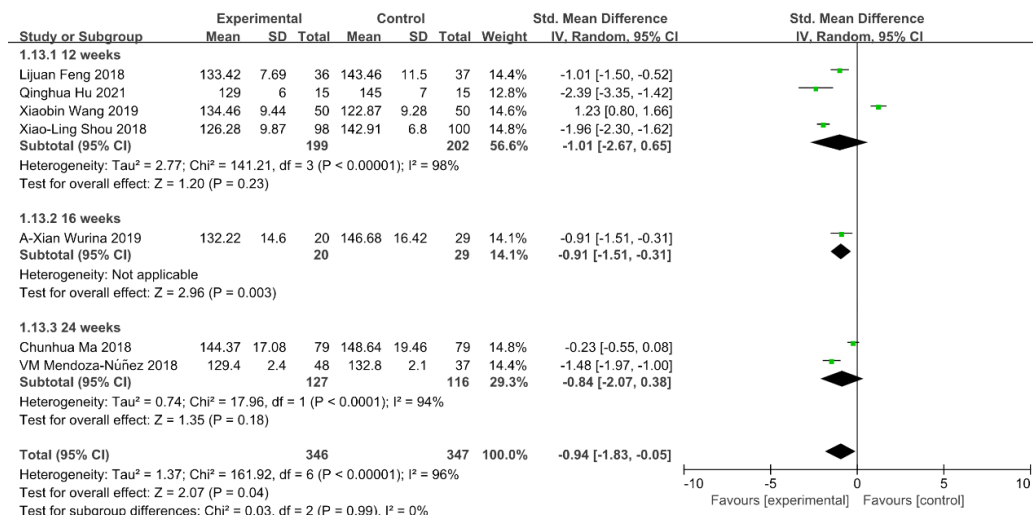 Experimental Control Std. Mean Difference Std. Mean Difference
Study or Subgroup Mean SD Total Mean SD Total Weight IV, Random, 95% CI IV, Random, 95% CI
1.13.1 12 weeks
Lijuan Feng 2018 133.42 7.69 36 143.46 11.5 37 14.4% -1.01 [-1.50, -0.52]
Qinghua Hu 2021 129 6 15 145 7 15 12.8% -2.39 [-3.35, -1.42]
Xiaobin Wang 2019 134.46 9.44 50 122.87 9.28 50 14.6% 1.23 [0.80, 1.66]
Xiao-Ling Shou 2018 126.28 9.87 98 142.91 6.8 100 14.8% -1.96 [-2.30, -1.62]
Subtotal (95% CI) 199 202 56.6% -1.01 [-2.67, 0.65]
Heterogeneity: Tau² = 2.77; Chi² = 141.21, df = 3 (P < 0.00001); I² = 98%
Test for overall effect: Z = 1.20 (P = 0.23)
1.13.2 16 weeks
A-Xian Wurina 2019 132.22 14.6 20 146.68 16.42 29 14.1% -0.91 [-1.51, -0.31]
Subtotal (95% CI) 20 29 14.1% -0.91 [-1.51, -0.31]
Heterogeneity: Not applicable
Test for overall effect: Z = 2.96 (P = 0.003)
1.13.3 24 weeks
Chunhua Ma 2018 144.37 17.08 79 148.64 19.46 79 14.8% -0.23 [-0.55, 0.08]
VM Mendoza-Núñez 2018 129.4 2.4 48 132.8 2.1 37 14.4% -1.48 [-1.97, -1.00]
Subtotal (95% CI) 127 116 29.3% -0.84 [-2.07, 0.38]
Heterogeneity: Tau² = 0.74; Chi² = 17.96, df = 1 (P < 0.0001); I² = 94%
Test for overall effect: Z = 1.35 (P = 0.18)
Total (95% CI) 346 347 100.0% -0.94 [-1.83, -0.05]
Heterogeneity: Tau² = 1.37; Chi² = 161.92, df = 6 (P < 0.00001); I² = 96%
-10 -5 0 5 10
Test for overall effect: Z = 2.07 (P = 0.04)
Favours [experimental] Favours [control]
Test for subgroup differences: Chi² = 0.03, df = 2 (P = 0.99), I² = 0%